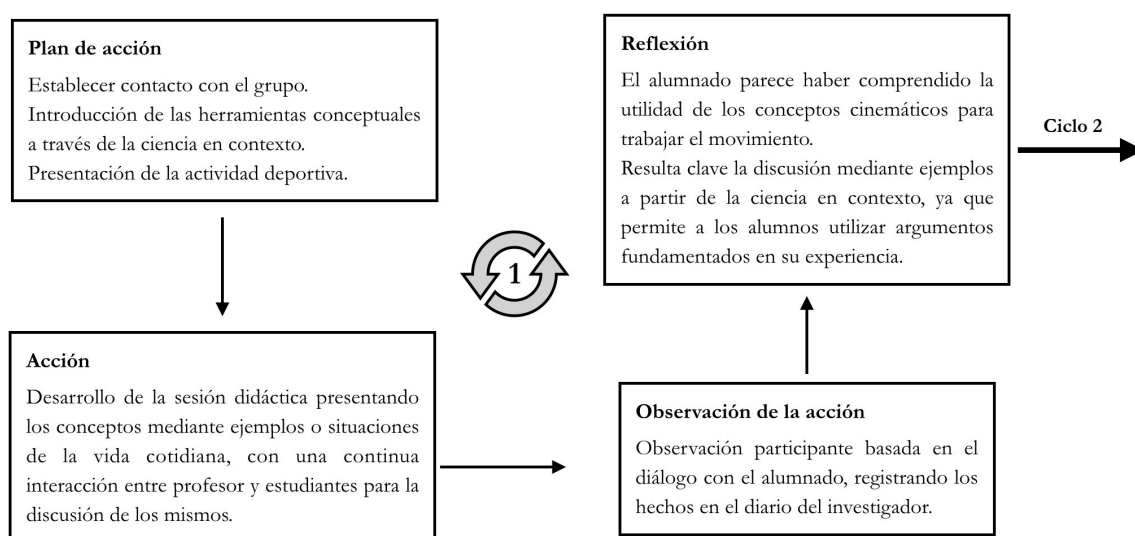 Plan de acción
Establecer contacto con el grupo.
Introducción de las herramientas conceptuales
a través de la ciencia en contexto.
Presentación de la actividad deportiva.
Acción
Desarrollo de la sesión didáctica presentando
los conceptos mediante ejemplos o situaciones
de la vida cotidiana, con una continua
interacción entre profesor y estudiantes para la
discusión de los mismos.
1
Observación de la acción
Observación participante basada en el
diálogo con el alumnado, registrando los
hechos en el diario del investigador.
Reflexión
El alumnado parece haber comprendido la
utilidad de los conceptos cinemáticos para
trabajar el movimiento.
Resulta clave la discusión mediante ejemplos
a partir de la ciencia en contexto, ya que
permite a los alumnos utilizar argumentos
fundamentados en su experiencia.
Ciclo 2